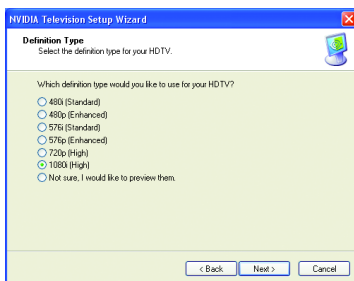 NVIDIA Television Setup Wizard
Definition Type
Select the definition type for your HDTV.
Which definition type would you like to use for your HDTV?
480i (Standard)
480p (Enhanced)
576i (Standard)
576p (Enhanced)
720p (High)
1080i (High)
Not sure, I would like to preview them.
< Back
Next >
Cancel